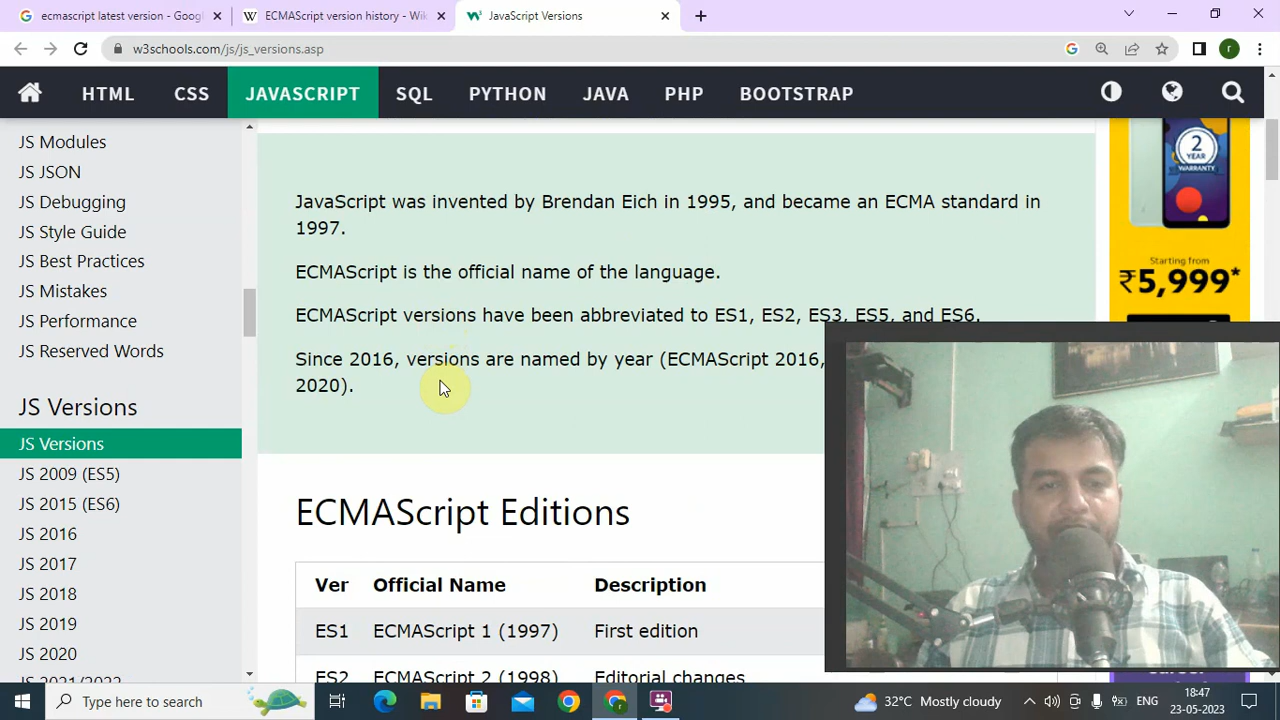 ecmascript latest version - Googl
ECMAScript version history - Wik
JavaScript Versions
w3schools.com/js/js_versions.asp
r
HTML
CSS
JAVASCRIPT
SQL
PYTHON
JAVA
PHP
BOOTSTRAP
JS Modules
JS JSON
JS Debugging
JS Style Guide
JS Best Practices
JS Mistakes
JS Performance
JS Reserved Words
JS Versions
JS Versions
JS 2009 (ES5)
JS 2015 (ES6)
JS 2016
JS 2017
JS 2018
JS 2019
JS 2020
JS 2021/2022
JavaScript was invented by Brendan Eich in 1995, and became an ECMA standard in
1997.
ECMAScript is the official name of the language.
ECMAScript versions have been abbreviated to ES1, ES2, ES3, ES5, and ES6.
Since 2016, versions are named by year (ECMAScript 2016,
2020).
ECMAScript Editions
Ver Official Name Description
ES1 ECMAScript 1 (1997) First edition
ES2 ECMAScript 2 (1998) Editorial changes
2
YEAR
WARRANTY
Starting from
₹5,999*
Type here to search
32°C Mostly cloudy
ENG
18:47
23-05-2023